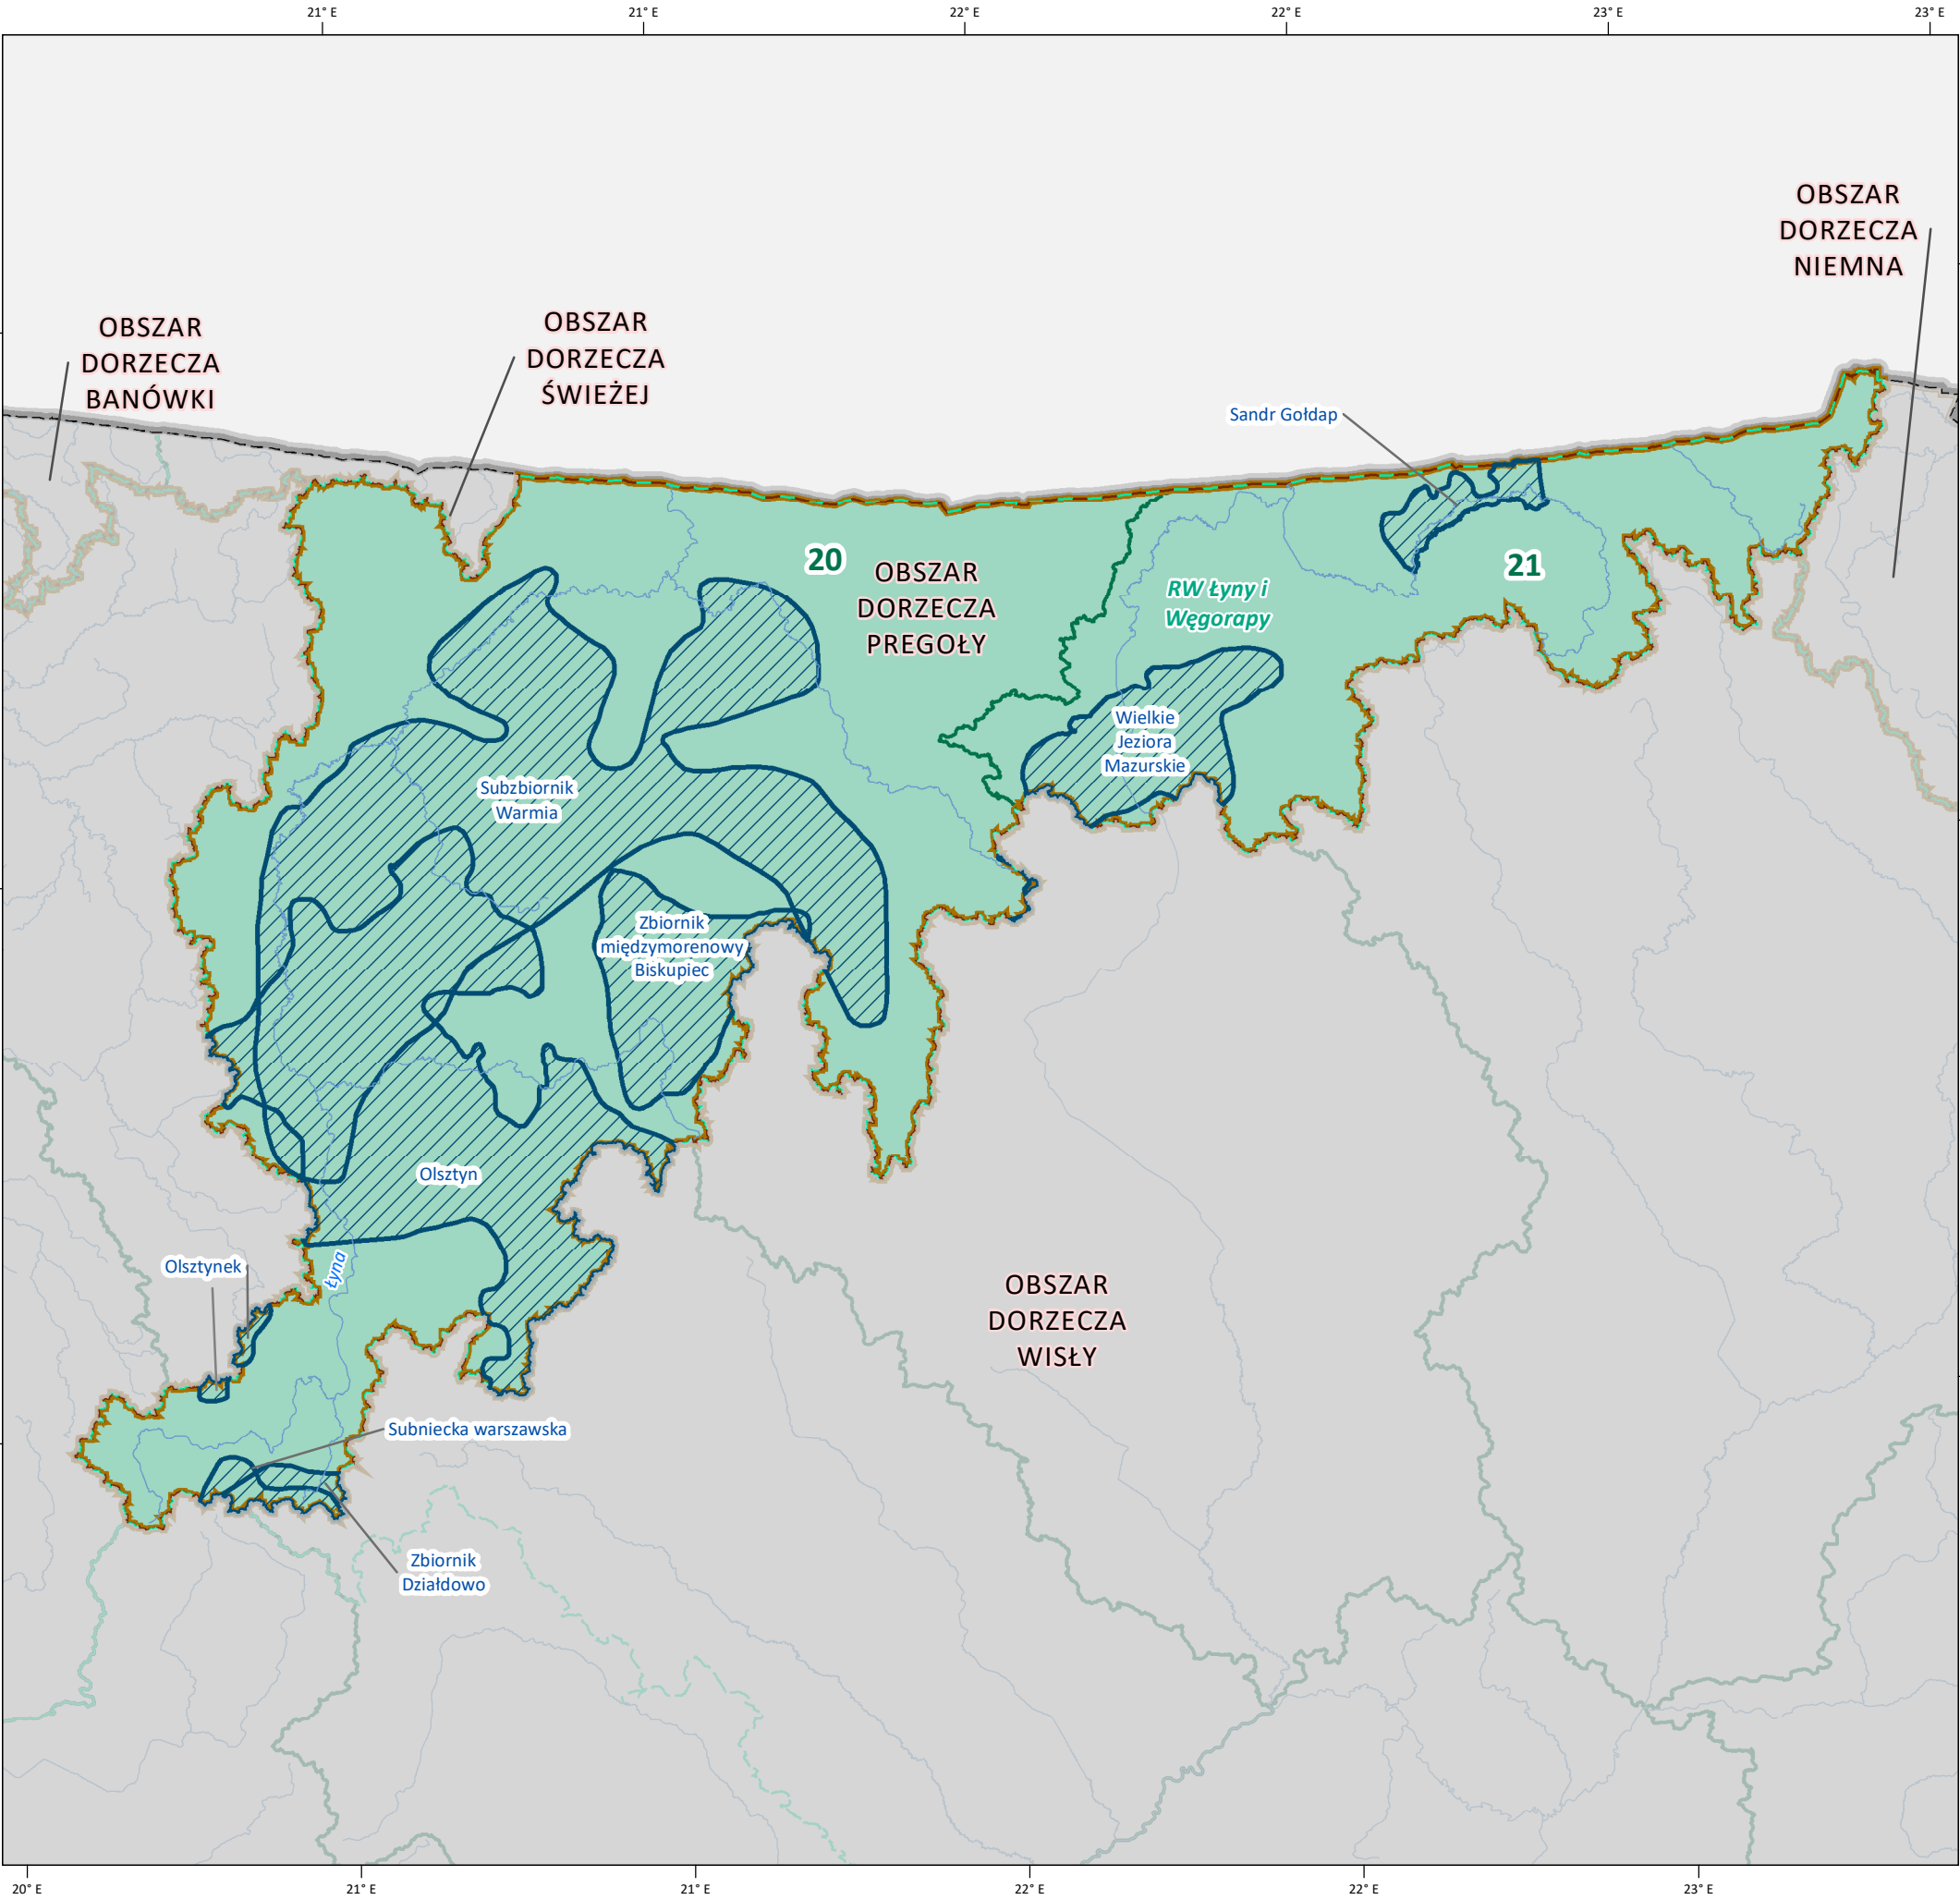 21° E
21° E
22° E
22° E
23° E
23° E
OBSZAR
DORZECZA
NIEMNA
OBSZAR
DORZECZA
BANÓWKI
OBSZAR
DORZECZA
ŚWIEŻEJ
Sandr Gołdap
20
OBSZAR
DORZECZA
PREGOŁY
21
RW Łyny i
Węgorapy
Wielkie
Jeziora
Mazurskie
Subzbiornik
Warmia
Zbiornik
międzymorenowy
Biskupiec
Olsztyn
Olsztynek
Łyna
OBSZAR
DORZECZA
WISŁY
Subniecka warszawska
Zbiornik
Działdowo
20° E
21° E
21° E
22° E
22° E
23° E